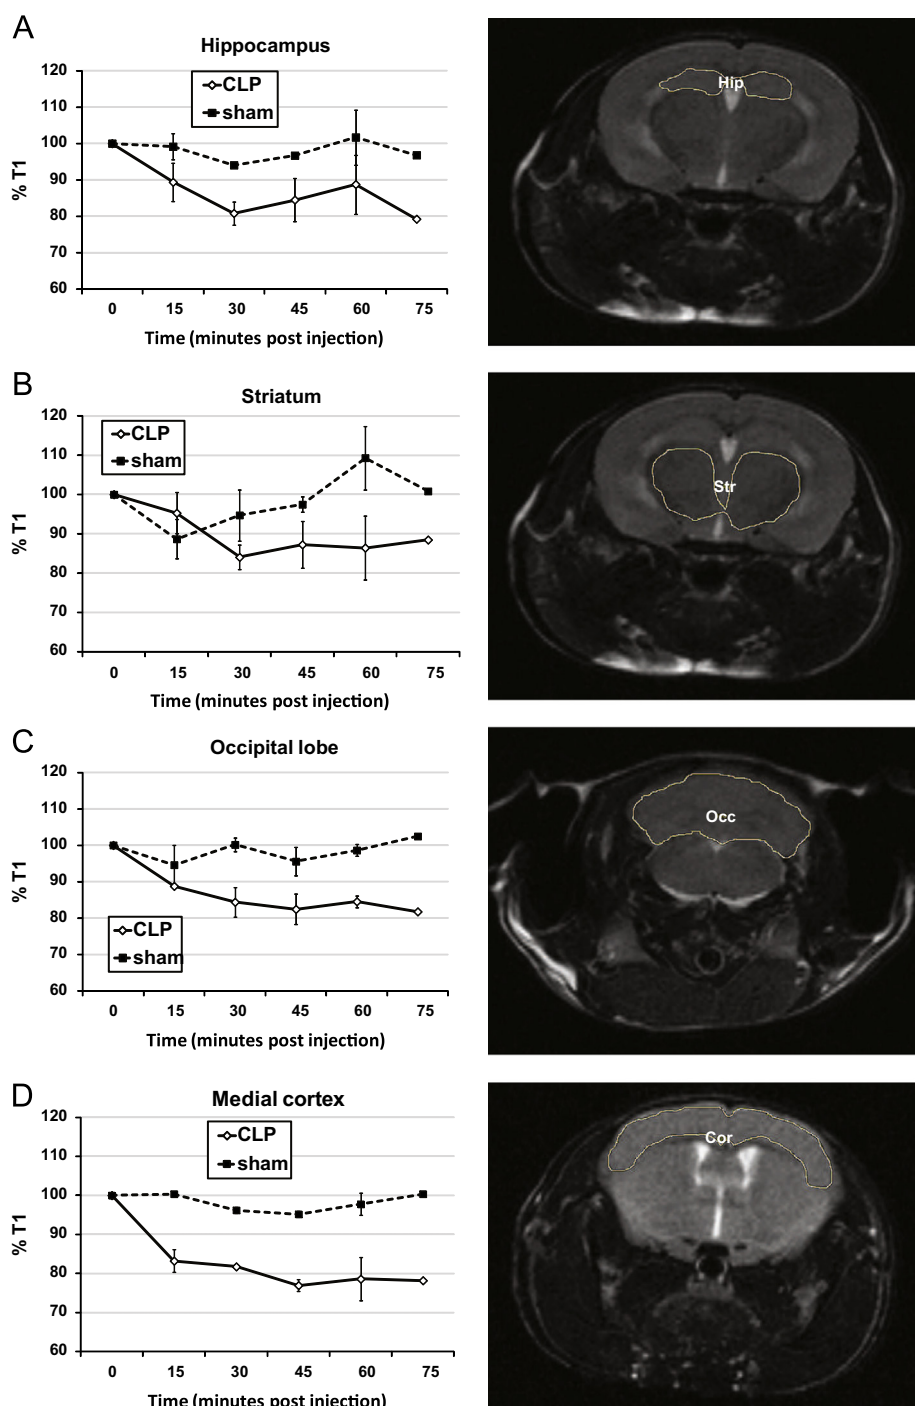 A
Hippocampus
CLP
sham
% T1
120
110
100
90
80
70
60
0 15 30 45 60 75
Time (minutes post injection)
Hip
B
Striatum
CLP
sham
% T1
120
110
100
90
80
70
60
0 15 30 45 60 75
Time (minutes post injection)
Str
C
Occipital lobe
CLP
sham
% T1
120
110
100
90
80
70
60
0 15 30 45 60 75
Time (minutes post injection)
Occ
D
Medial cortex
CLP
sham
% T1
120
110
100
90
80
70
60
0 15 30 45 60 75
Time (minutes post injection)
Cor